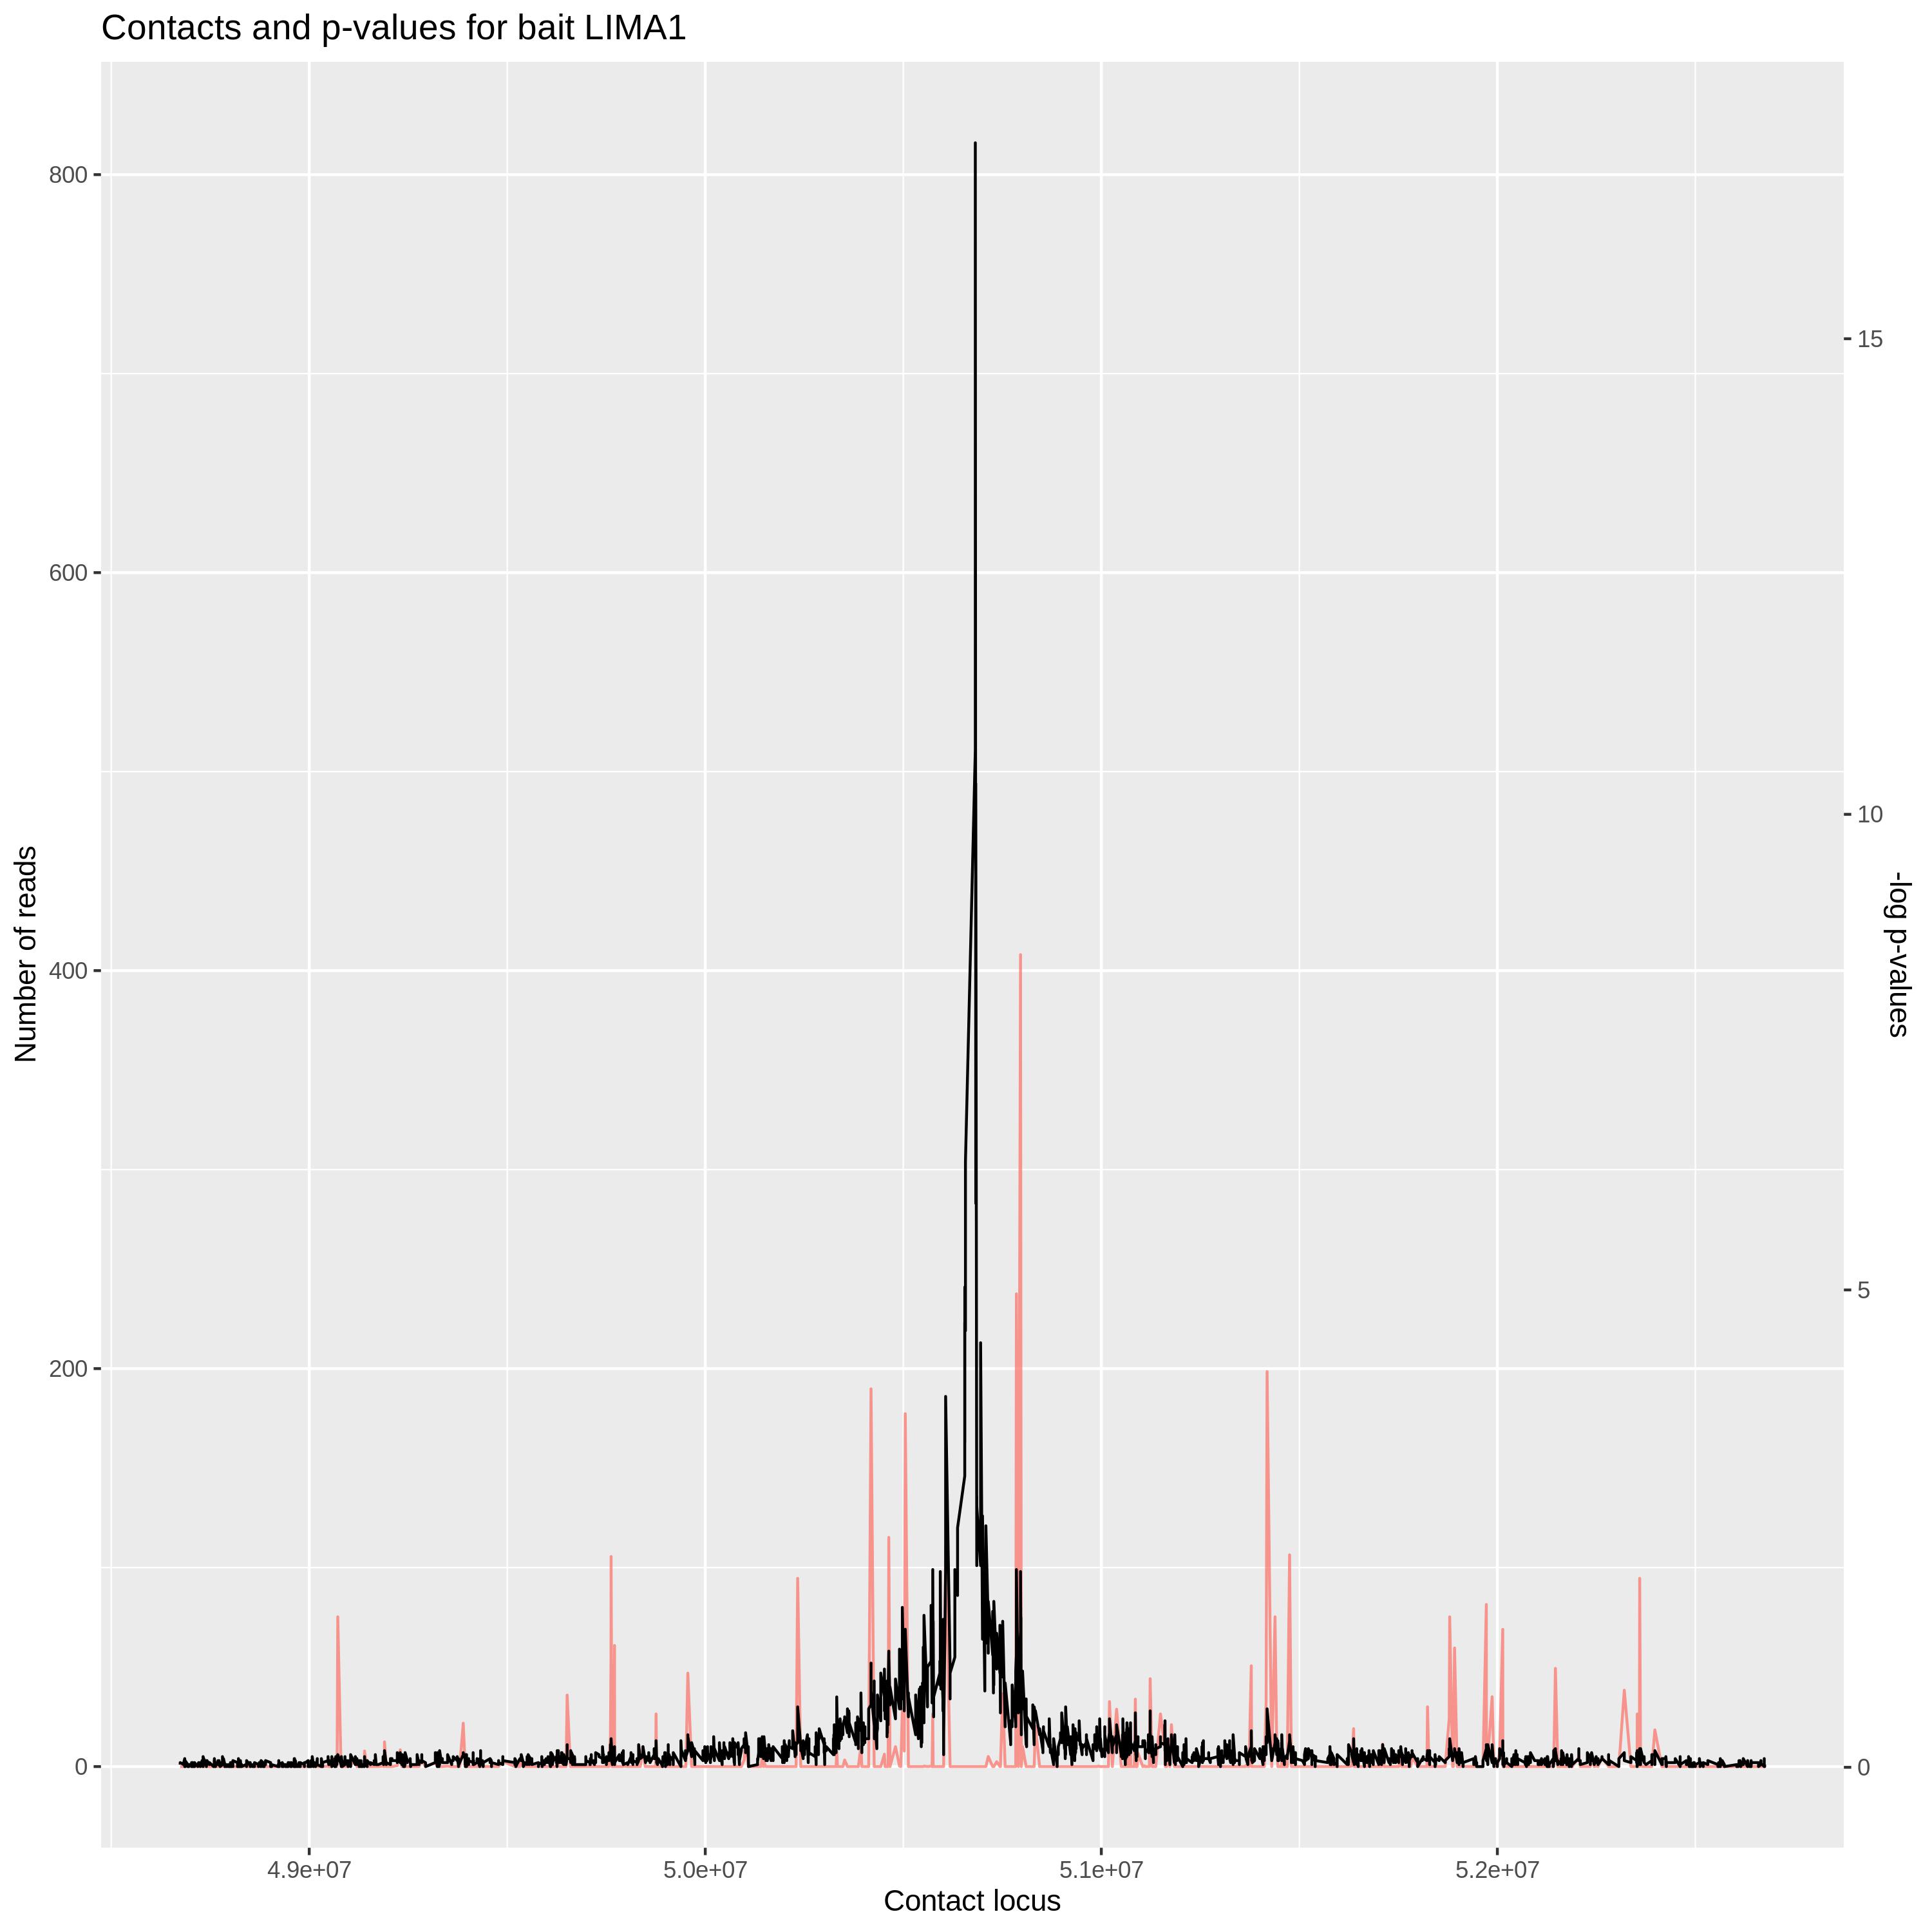 Contacts and p-values for bait LIMA1
800
600
400
200
0
Number of reads
15
10
5
0
-log p-values
4.9e+07 5.0e+07 5.1e+07 5.2e+07
Contact locus